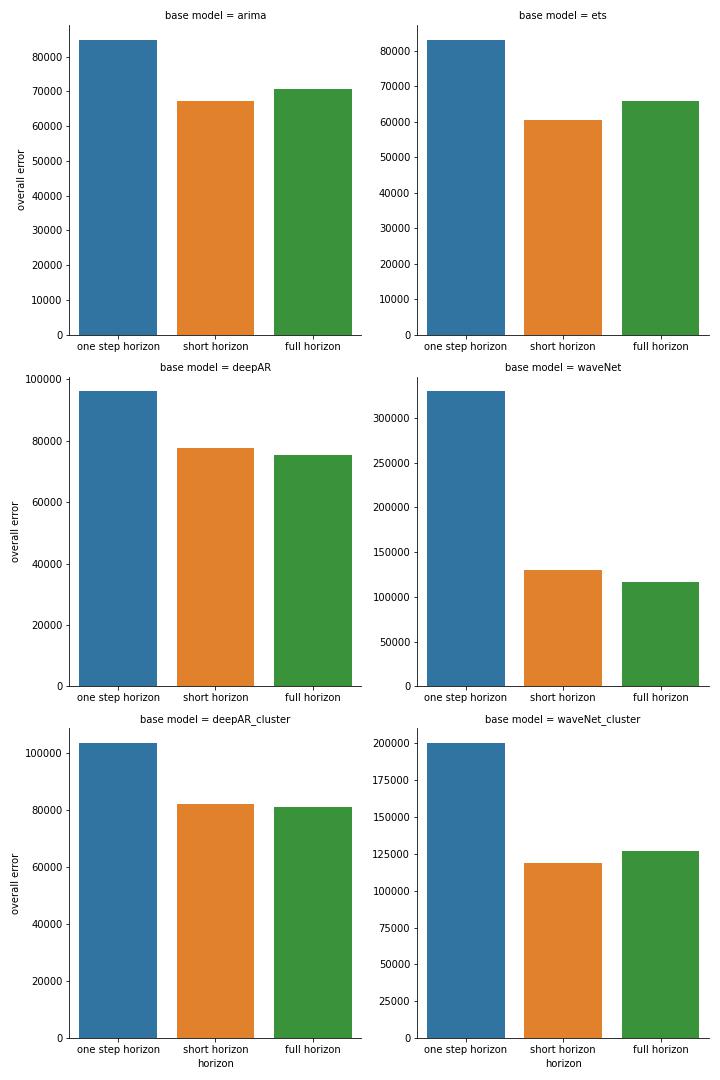 base model = arima
80000
70000
60000
50000
40000
30000
20000
10000
0
overall error
one step horizon short horizon full horizon
base model = ets
80000
70000
60000
50000
40000
30000
20000
10000
0
one step horizon short horizon full horizon
base model = deepAR
100000
80000
60000
40000
20000
0
overall error
one step horizon short horizon full horizon
base model = waveNet
300000
250000
200000
150000
100000
50000
0
one step horizon short horizon full horizon
base model = deepAR_cluster
100000
80000
60000
40000
20000
0
overall error
one step horizon short horizon full horizon
horizon
base model = waveNet_cluster
200000
175000
150000
125000
100000
75000
50000
25000
0
one step horizon short horizon full horizon
horizon